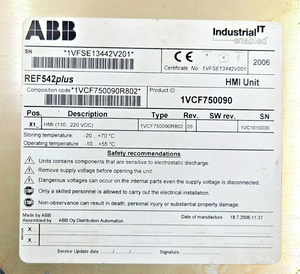 ABB
Industrial IT
enabled
SN
*1VFSE13442V201*
Certificate No. 1VFSE13442V201
2006
REF542plus
HMI Unit
Composition code *1VCF750090R802*
Product ID
1VCF750090
Pos. Description Type Rev. SW rev. SN
X1_ HMI (110...220 VDC) 1VCF750090R802 20 1VC1010330
Storing temperature -20 +70 °C
Operating temperature -10 +55 °C
Safety recommendations
Units contains components that are sensitive to electrostatic discharge.
Remove supply voltage before opening the unit.
Dangerous voltages can occur on the internal parts even the supply voltage is disconnected.
Only a skilled personnel is allowed to carry out the electrical installation.
Non-observance can result in death, personal injury or substantial property damage.
Made by ABB
Assembled by ABB Oy Distribution Automation
Date of manufacture 18.7.2006 11:37
X
X
Service Update date / / Stamp